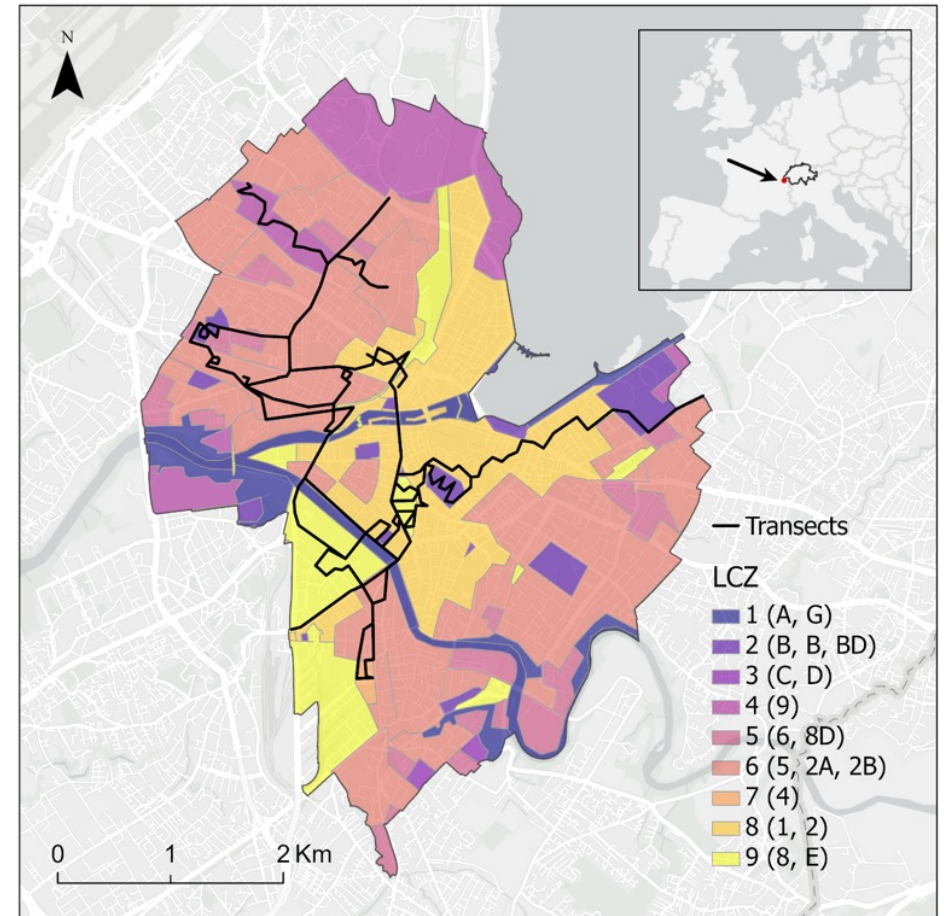 N
Transects
LCZ
1 (A, G)
2 (B, B, BD)
3 (C, D)
4 (9)
5 (6, 8D)
6 (5, 2A, 2B)
7 (4)
8 (1, 2)
9 (8, E)
0 1 2 Km